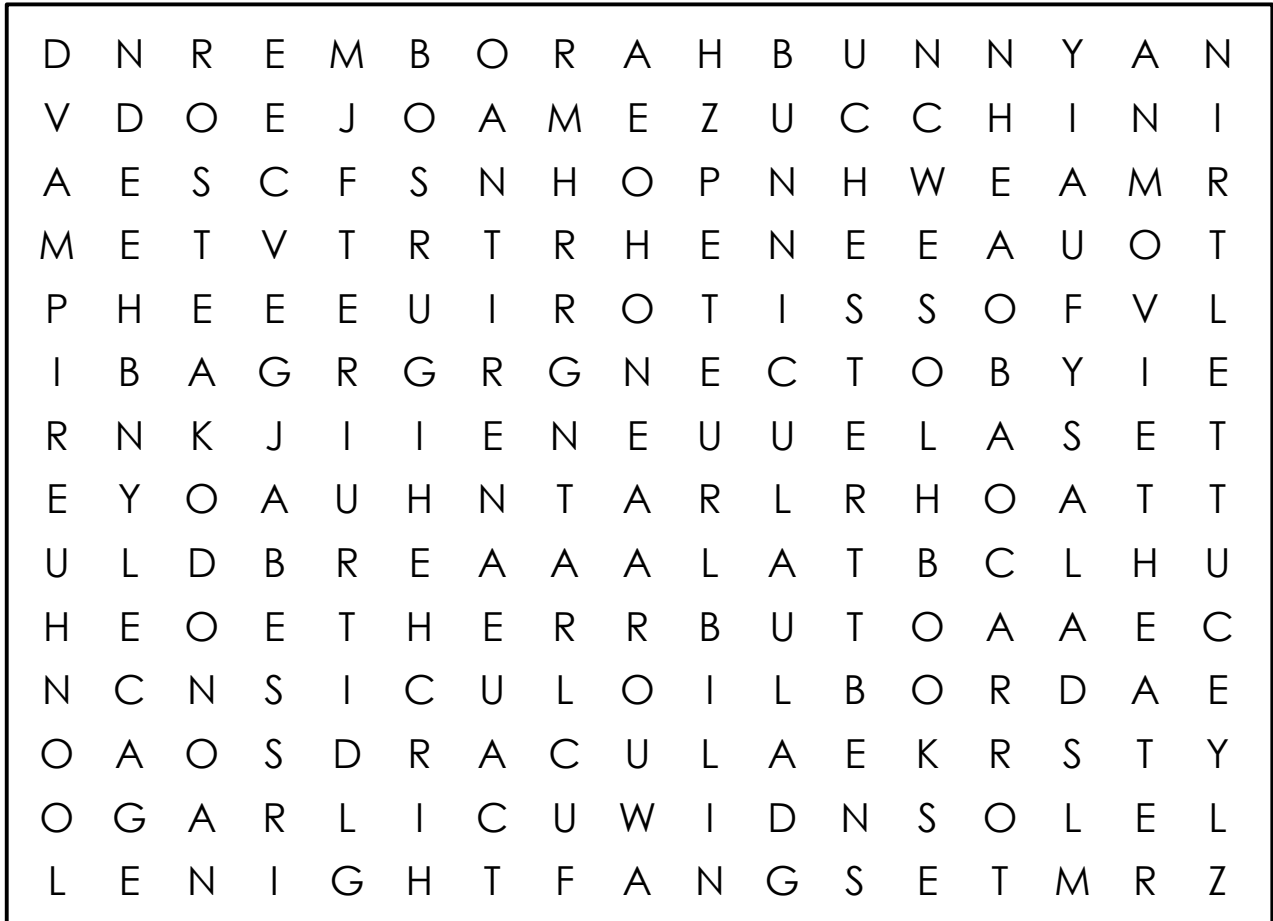 D N R E M B O R A H B U N N Y A N
V D O E J O A M E Z U C C H I N I
A E S C F S N H O P N H W E A M R
M E T V T R T R H E N E E A U O T
P H E E E U I R O T I S S O F V L
I B A G R G R G N E C T O B Y I E
R N K J I I E N E U U E L A S E T
E Y O A U H N T A R L R H O A T T
U L D B R E A A A L A T B C L H U
H E O E T H E R R B U T O A A E C
N C N S I C U L O I L B O R D A E
O A O S D R A C U L A E K R S T Y
O G A R L I C U W I D N S O L E L
L E N I G H T F A N G S E T M R Z